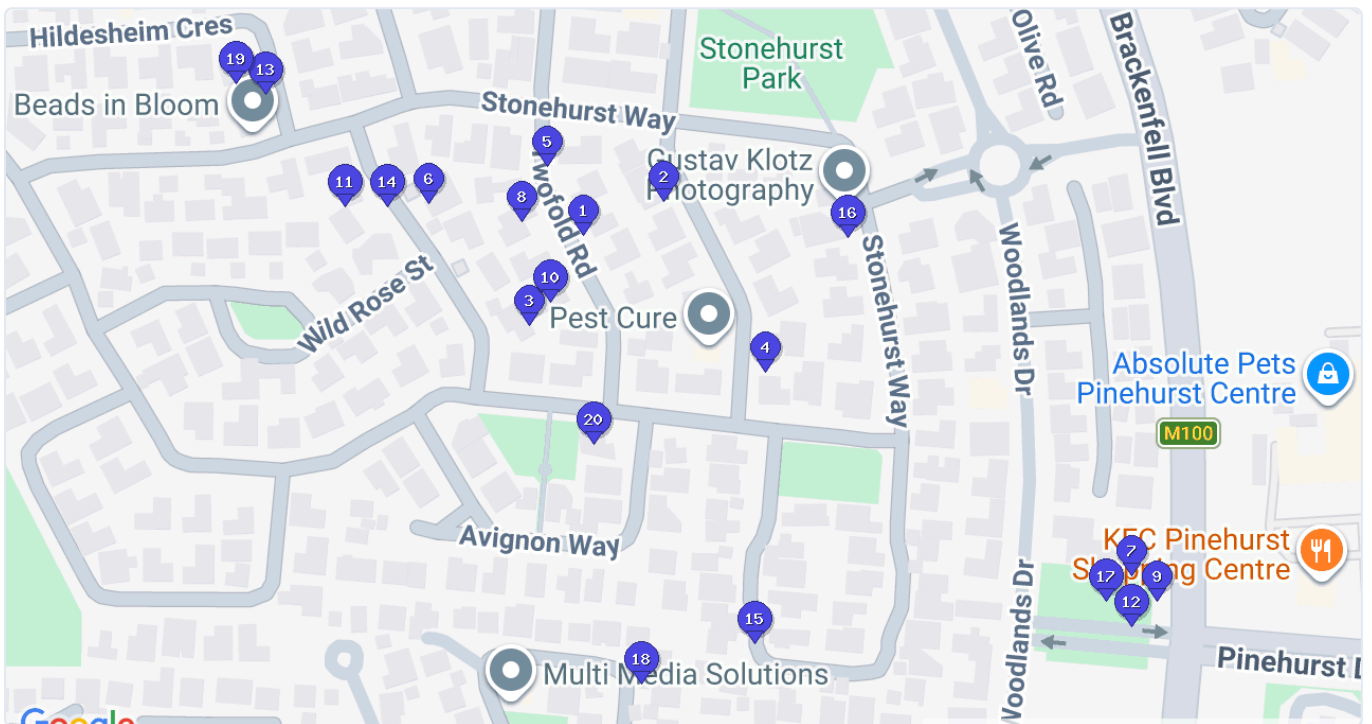 Hildesheim Cres
19
13
Beads in Bloom
Stonehurst
Park
Olive Rd
Brackenfell Blvd
Stonehurst Way
5
Twofold Rd
11
14
6
8
1
2
Gustav Klotz
Photography
16
Stonehurst Way
Woodlands Dr
Wild Rose St
10
3
Pest Cure
4
Absolute Pets
Pinehurst Centre
M100
20
Avignon Way
KFC Pinehurst
Shopping Centre
7
17
9
12
15
18
Multi Media Solutions
Woodlands Dr
Pinehurst
Google